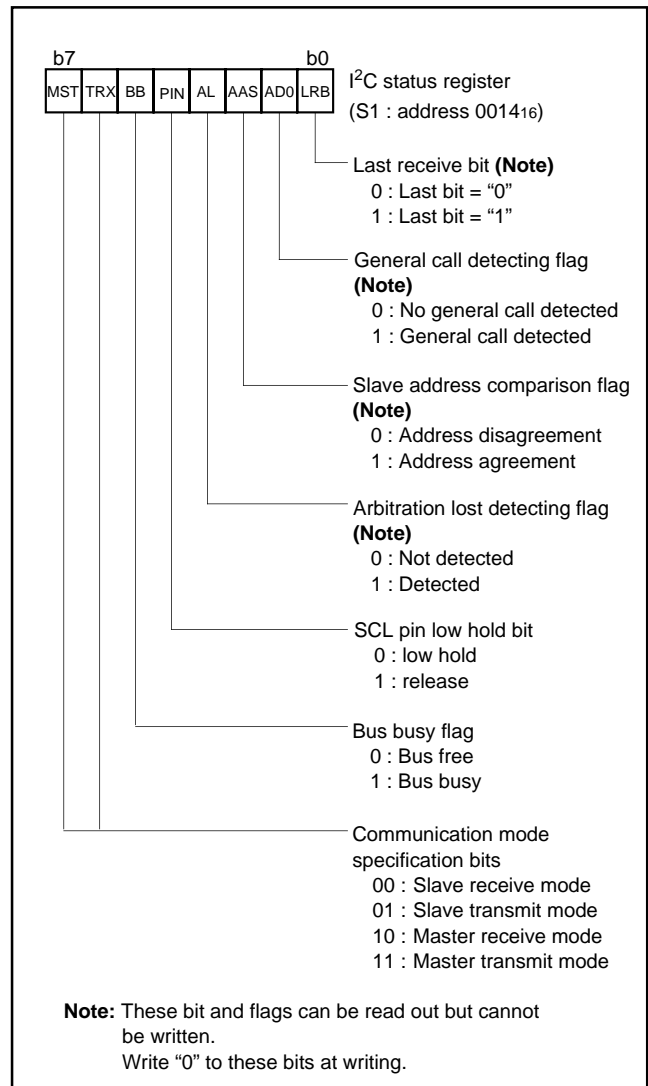 b7 b0
MST TRX BB PIN AL AAS AD0 LRB
I²C status register
(S1 : address 0014₁₆)
Last receive bit (Note)
0 : Last bit = “0”
1 : Last bit = “1”
General call detecting flag
(Note)
0 : No general call detected
1 : General call detected
Slave address comparison flag
(Note)
0 : Address disagreement
1 : Address agreement
Arbitration lost detecting flag
(Note)
0 : Not detected
1 : Detected
SCL pin low hold bit
0 : low hold
1 : release
Bus busy flag
0 : Bus free
1 : Bus busy
Communication mode
specification bits
00 : Slave receive mode
01 : Slave transmit mode
10 : Master receive mode
11 : Master transmit mode
Note: These bit and flags can be read out but cannot
be written.
Write “0” to these bits at writing.